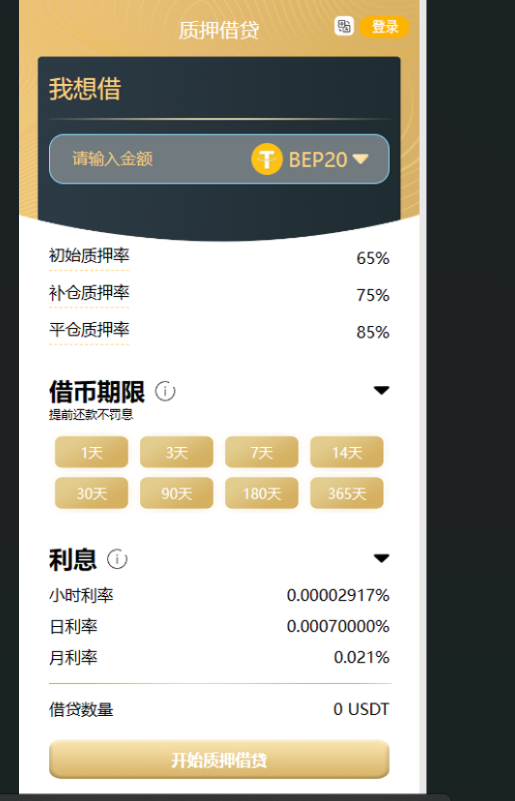 质押借贷
登录
我想借
请输入金额 BEP20
初始质押率 65%
补仓质押率 75%
平仓质押率 85%
借币期限
提前还款不罚息
1天 3天 7天 14天
30天 90天 180天 365天
利息
小时利率 0.00002917%
日利率 0.00070000%
月利率 0.021%
借贷数量 0 USDT
开始质押借贷